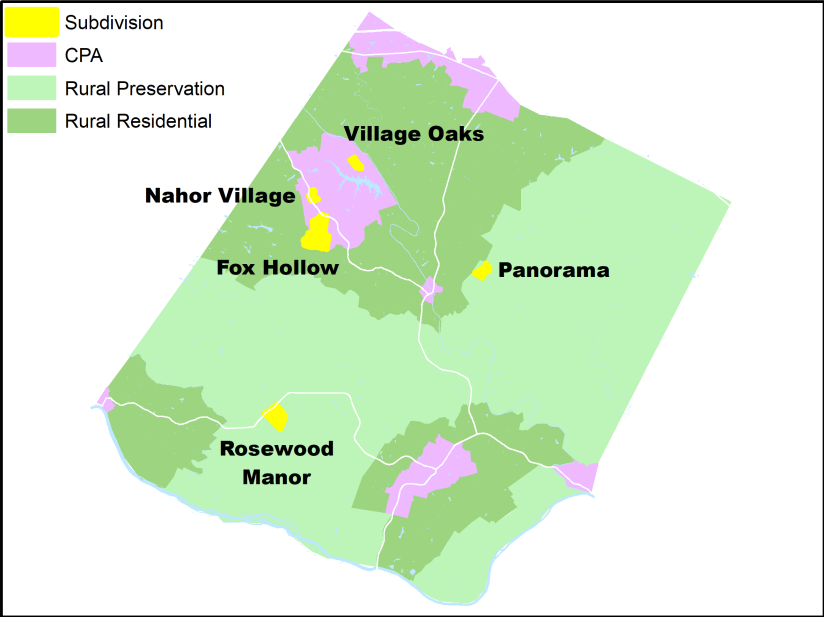 Subdivision
CPA
Rural Preservation
Rural Residential
Village Oaks
Nahor Village
Fox Hollow
Panorama
Rosewood
Manor